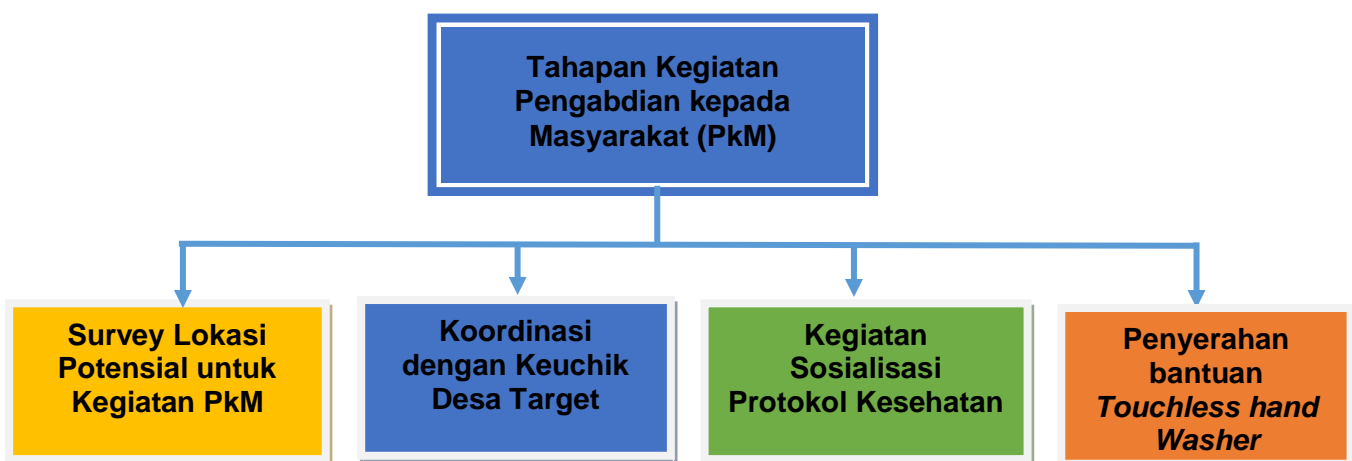 Tahapan Kegiatan
Pengabdian kepada
Masyarakat (PkM)
Survey Lokasi
Potensial untuk
Kegiatan PkM
Koordinasi
dengan Keuchik
Desa Target
Kegiatan
Sosialisasi
Protokol Kesehatan
Penyerahan
bantuan
Touchless hand
Washer